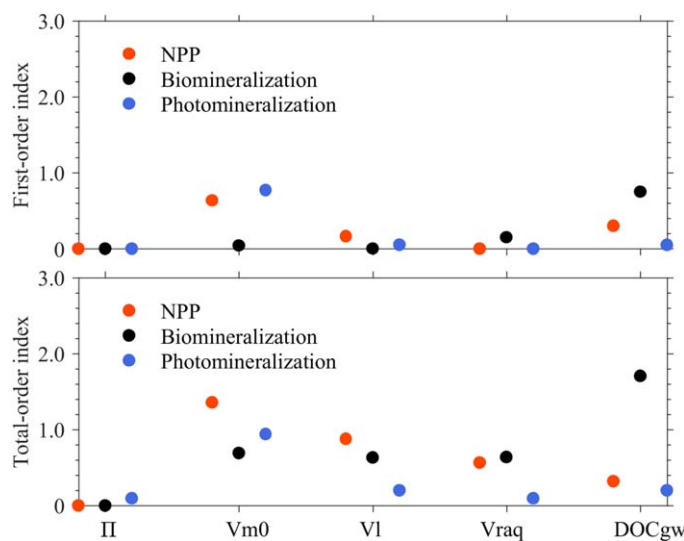 3.0
2.0
1.0
0
First-order index
NPP
Biomineralization
Photomineralization
3.0
2.0
1.0
0
Total-order index
NPP
Biomineralization
Photomineralization
Π Vm0 Vl Vraq DOCgw